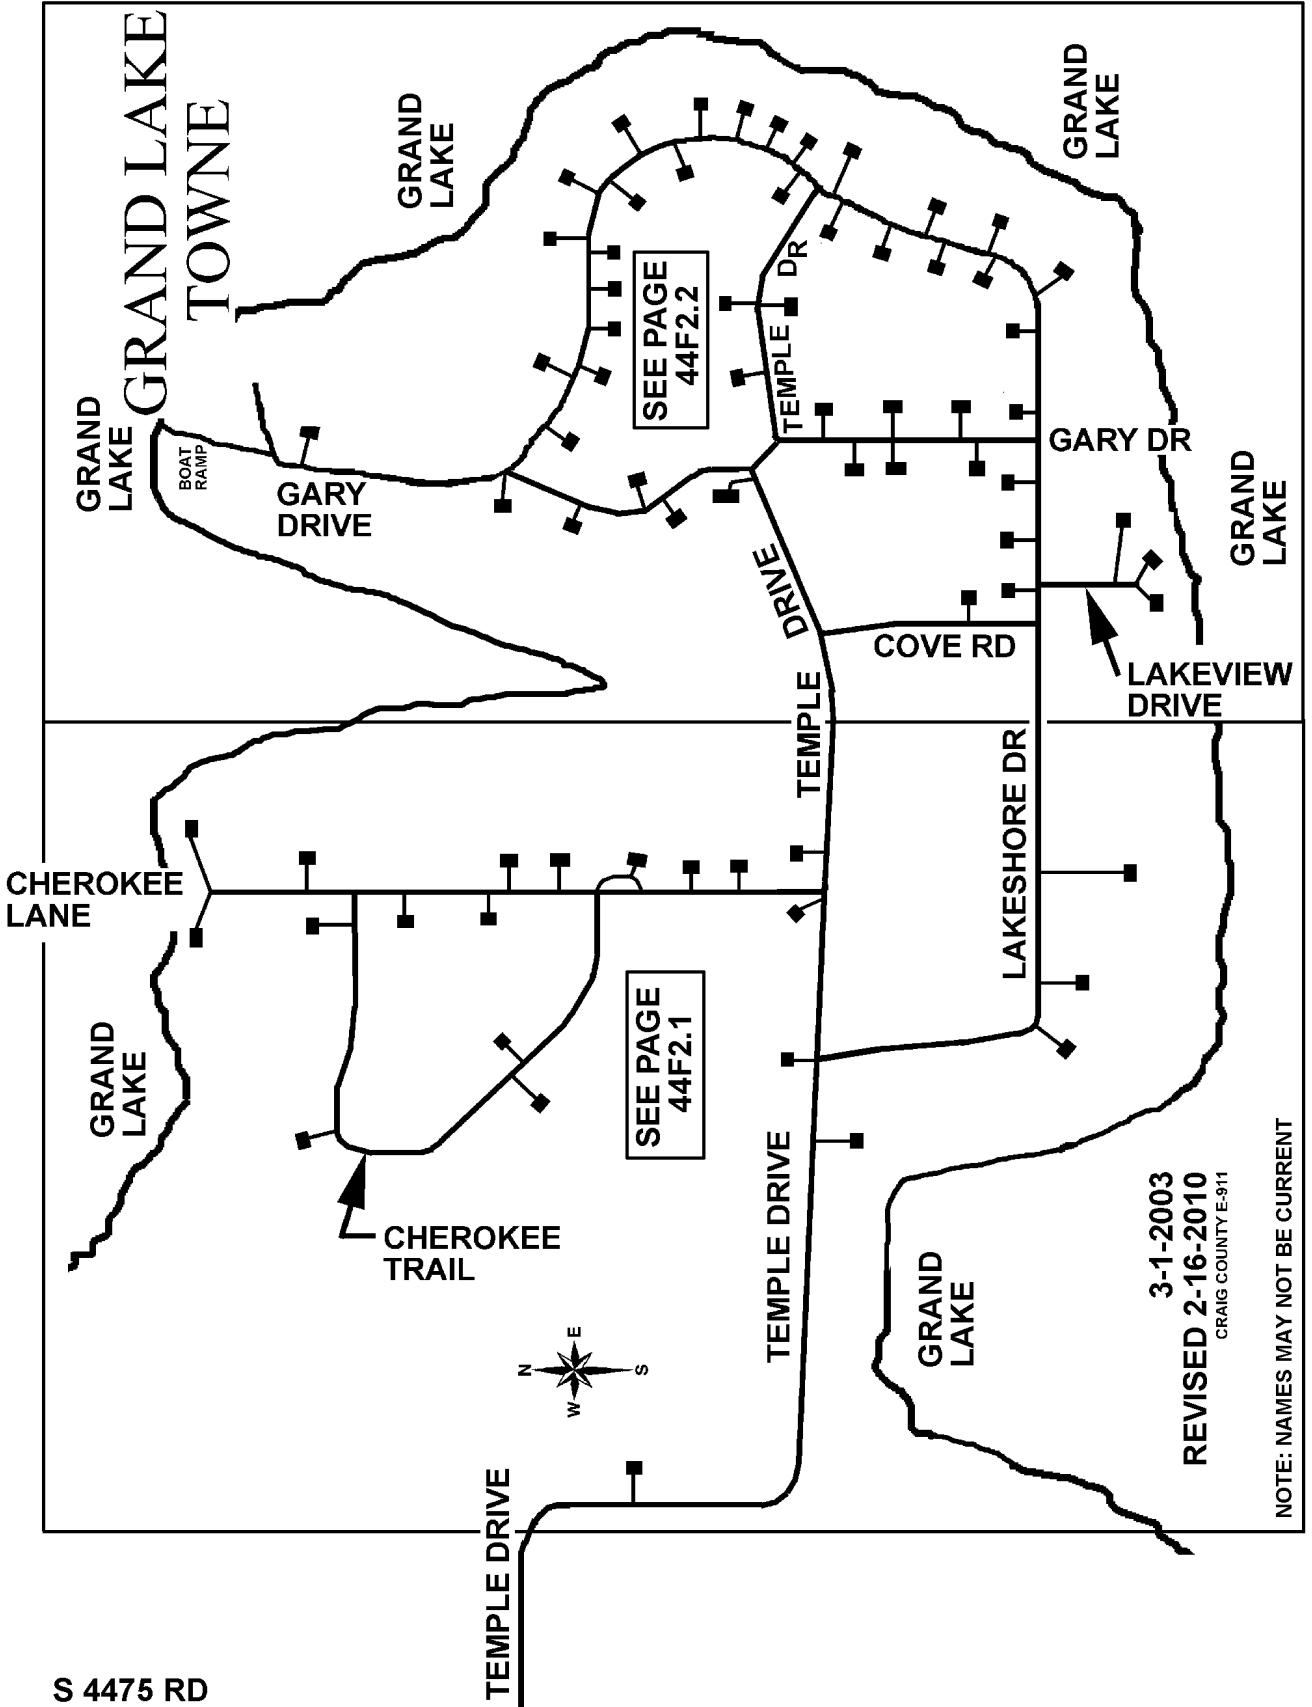 GRAND LAKE
TOWNE
GRAND
LAKE
GRAND
LAKE
GRAND
LAKE
BOAT
RAMP
GARY
DRIVE
SEE PAGE
44F2.2
TEMPLE
DR
GARY DR
GRAND
LAKE
TEMPLE
DRIVE
COVE RD
LAKEVIEW
DRIVE
CHEROKEE
LANE
LAKESHORE DR
GRAND
LAKE
SEE PAGE
44F2.1
CHEROKEE
TRAIL
TEMPLE DRIVE
GRAND
LAKE
N
E
S
W
3-1-2003
REVISED 2-16-2010
CRAIG COUNTY E-911
NOTE: NAMES MAY NOT BE CURRENT
TEMPLE DRIVE
S 4475 RD